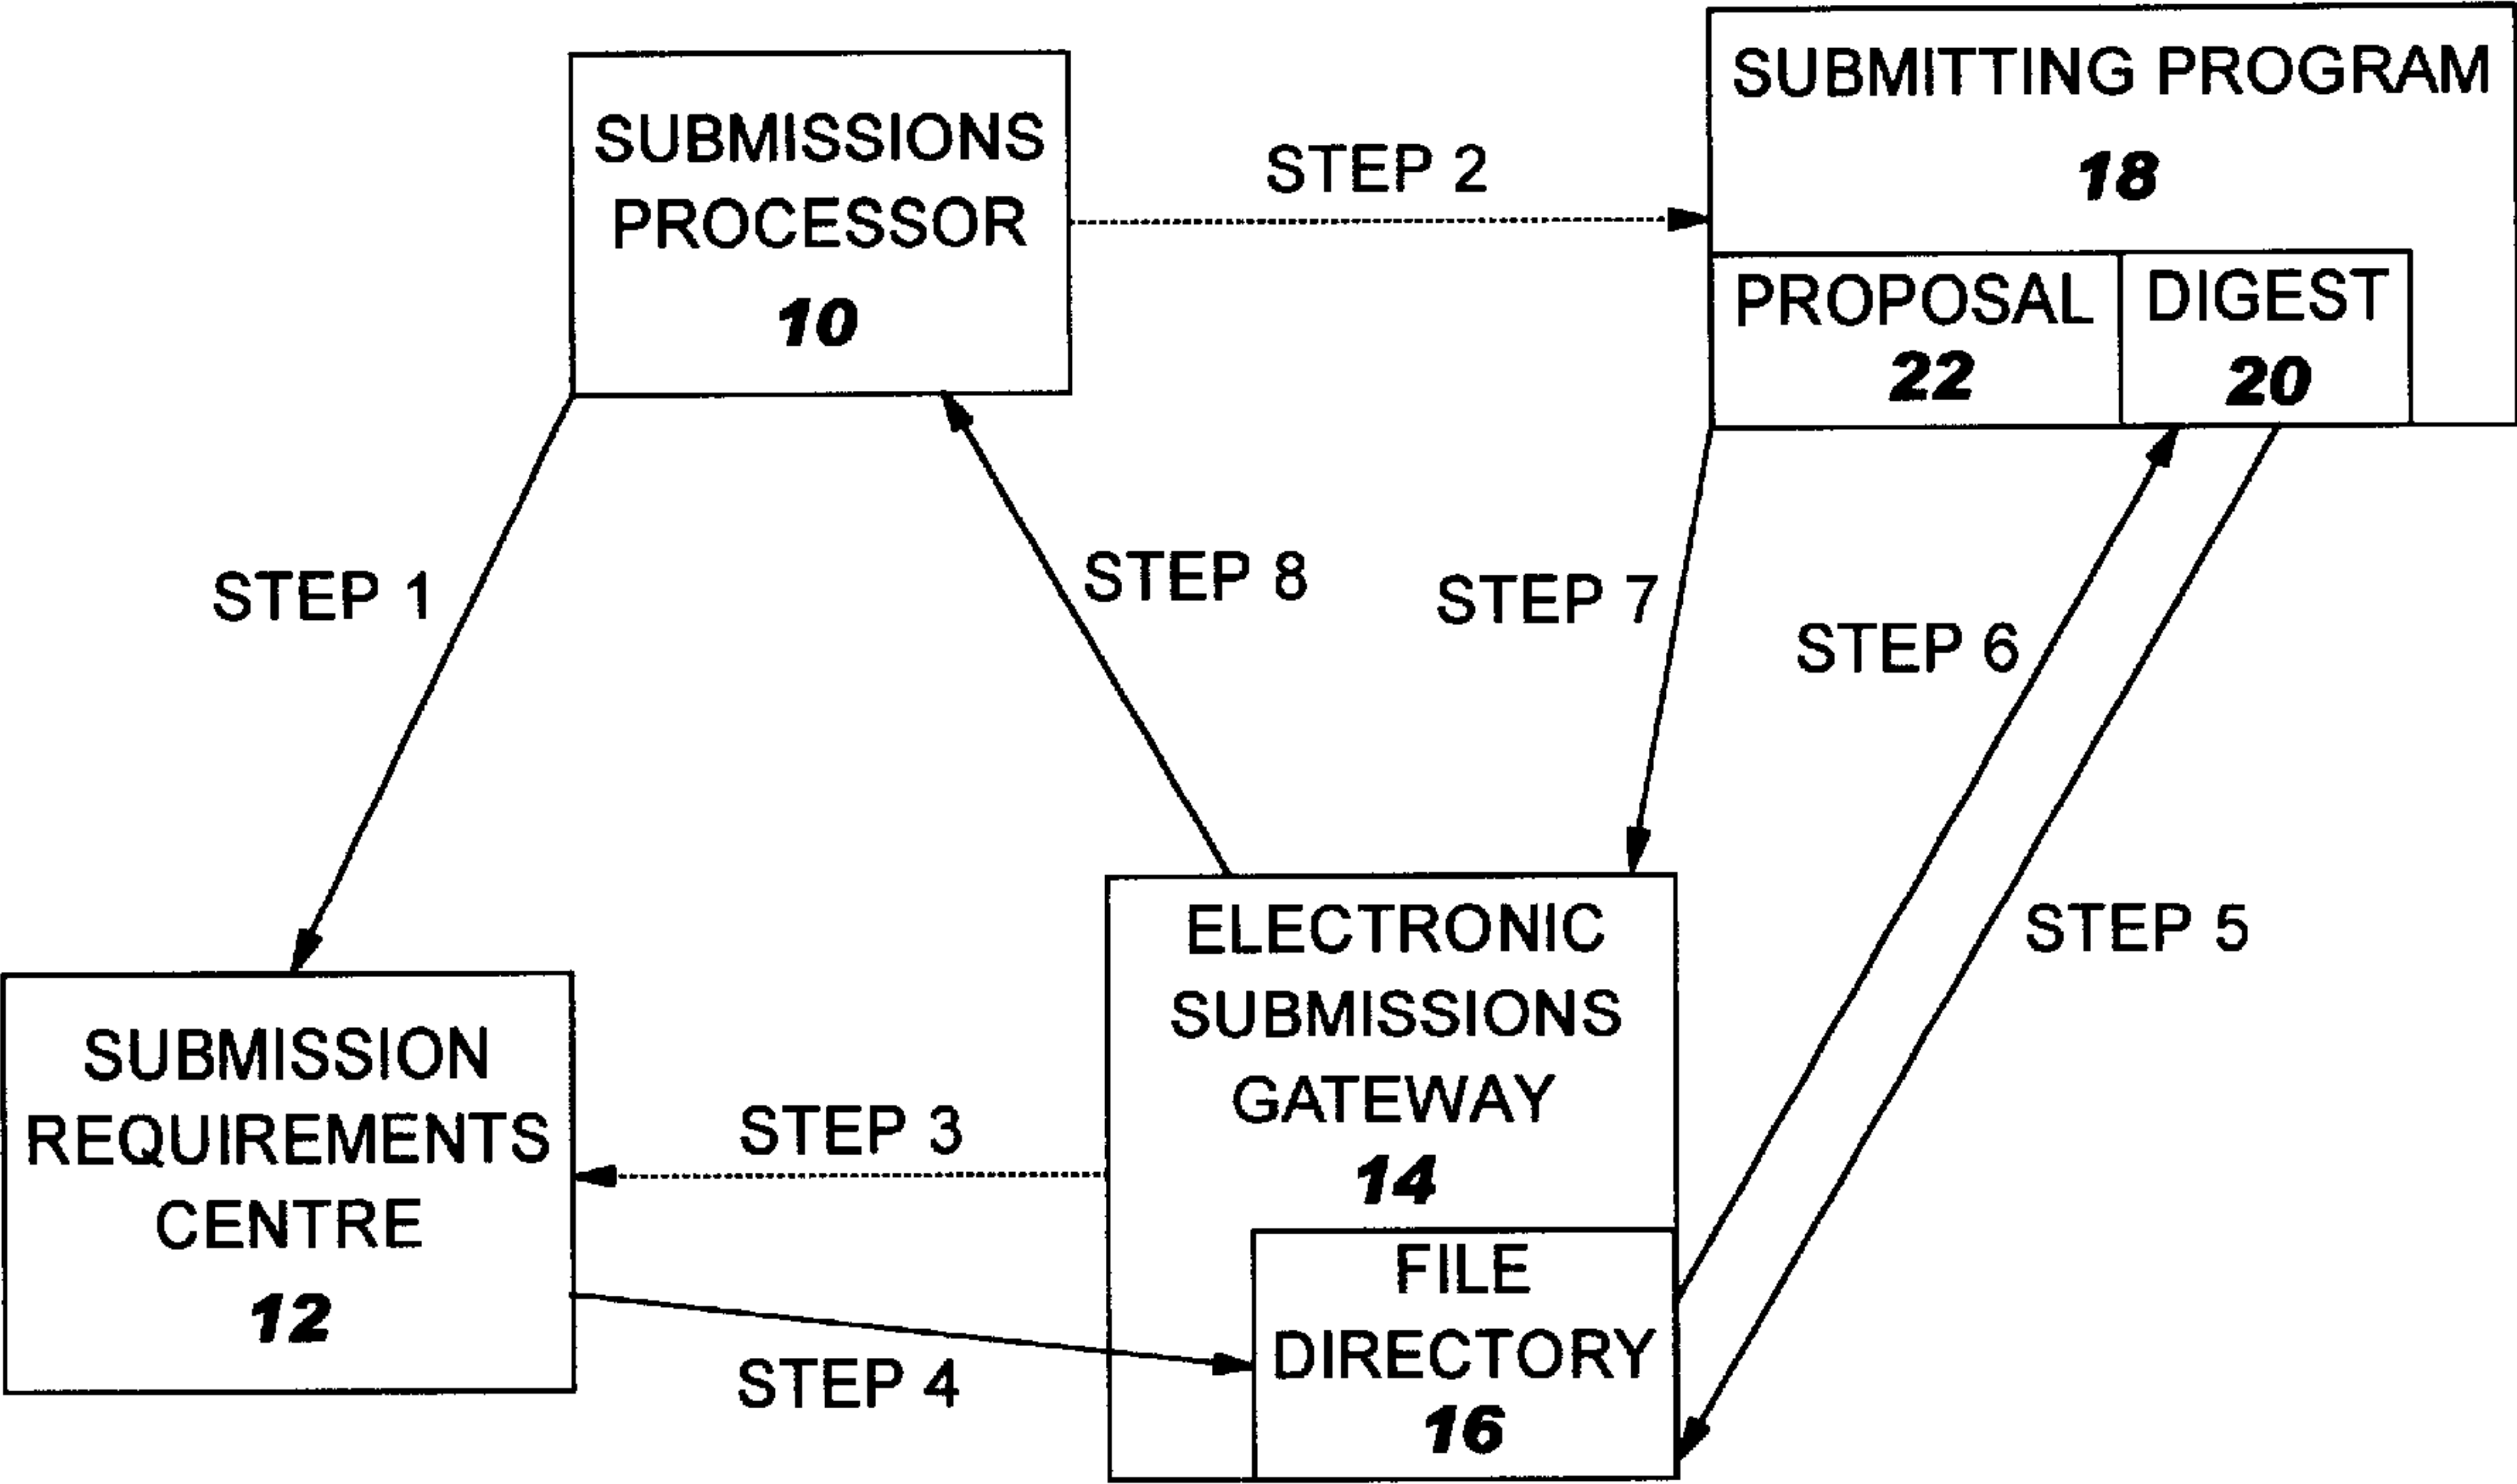 SUBMISSIONS
PROCESSOR
10
STEP 2
SUBMITTING PROGRAM
18
PROPOSAL
22
DIGEST
20
STEP 1
STEP 8
STEP 7
STEP 6
STEP 5
SUBMISSION
REQUIREMENTS
CENTRE
12
STEP 3
STEP 4
ELECTRONIC
SUBMISSIONS
GATEWAY
14
FILE
DIRECTORY
16